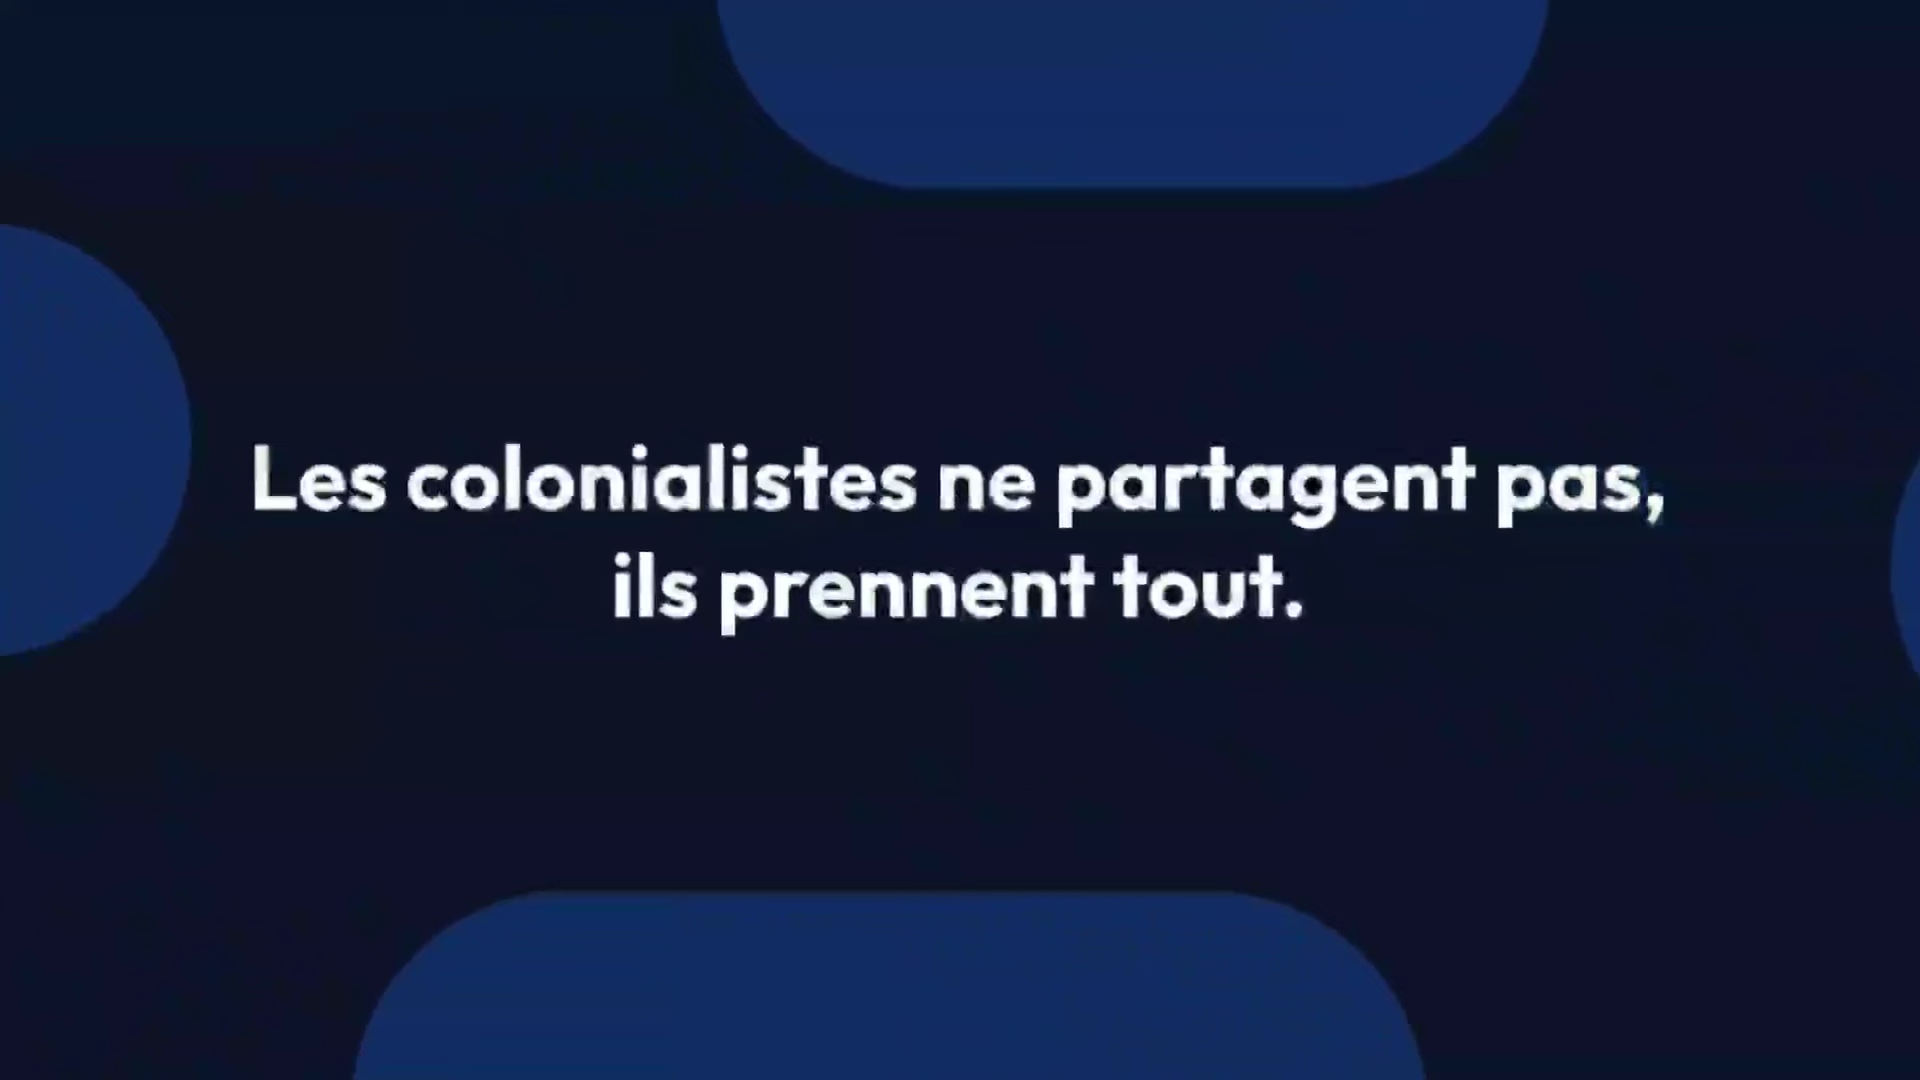 Les colonialistes ne partagent pas,
ils prennent tout.